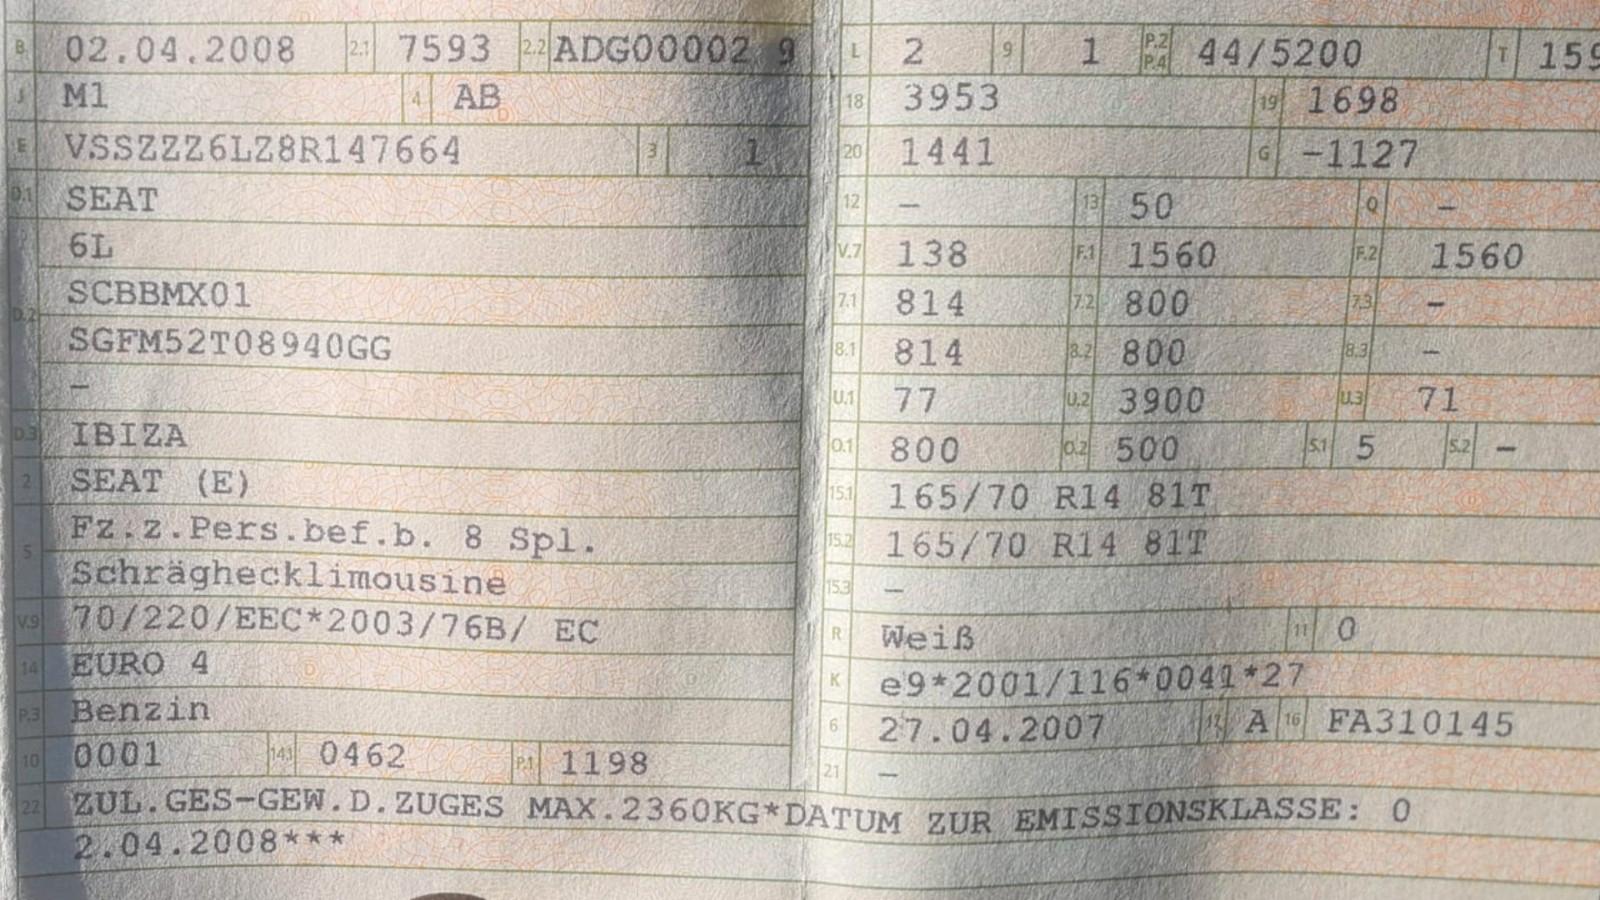 B 02.04.2008 2.1 7593 2.2 ADG00002 9
J M1 4 AB
E VSSZZZ6LZ8R147664 3 1
D.1 SEAT
6L
D.2 SCBBMX01
SGFM52T08940GG
–
D.3 IBIZA
2 SEAT (E)
5 Fz.z.Pers.bef.b. 8 Spl.
Schräghecklimousine
V.9 70/220/EEC*2003/76B/ EC
14 EURO 4
P.3 Benzin
10 0001 14.1 0462 P.1 1198
L 2 9 1 P.2 P.4 44/5200 T 159
18 3953 19 1698
20 1441 G -1127
12 – 13 50 Q –
V.7 138 F.1 1560 F.2 1560
7.1 814 7.2 800 7.3 –
8.1 814 8.2 800 8.3 –
U.1 77 U.2 3900 U.3 71
O.1 800 O.2 500 S.1 5 S.2 –
15.1 165/70 R14 81T
15.2 165/70 R14 81T
15.3 –
R Weiß 11 0
K e9*2001/116*0041*27
6 27.04.2007 17 A 16 FA310145
21 –
22 ZUL.GES-GEW.D.ZUGES MAX.2360KG*DATUM ZUR EMISSIONSKLASSE: 0
2.04.2008***